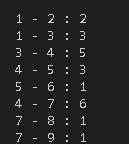 1 - 2 : 2
1 - 3 : 3
3 - 4 : 5
4 - 5 : 3
5 - 6 : 1
4 - 7 : 6
7 - 8 : 1
7 - 9 : 1